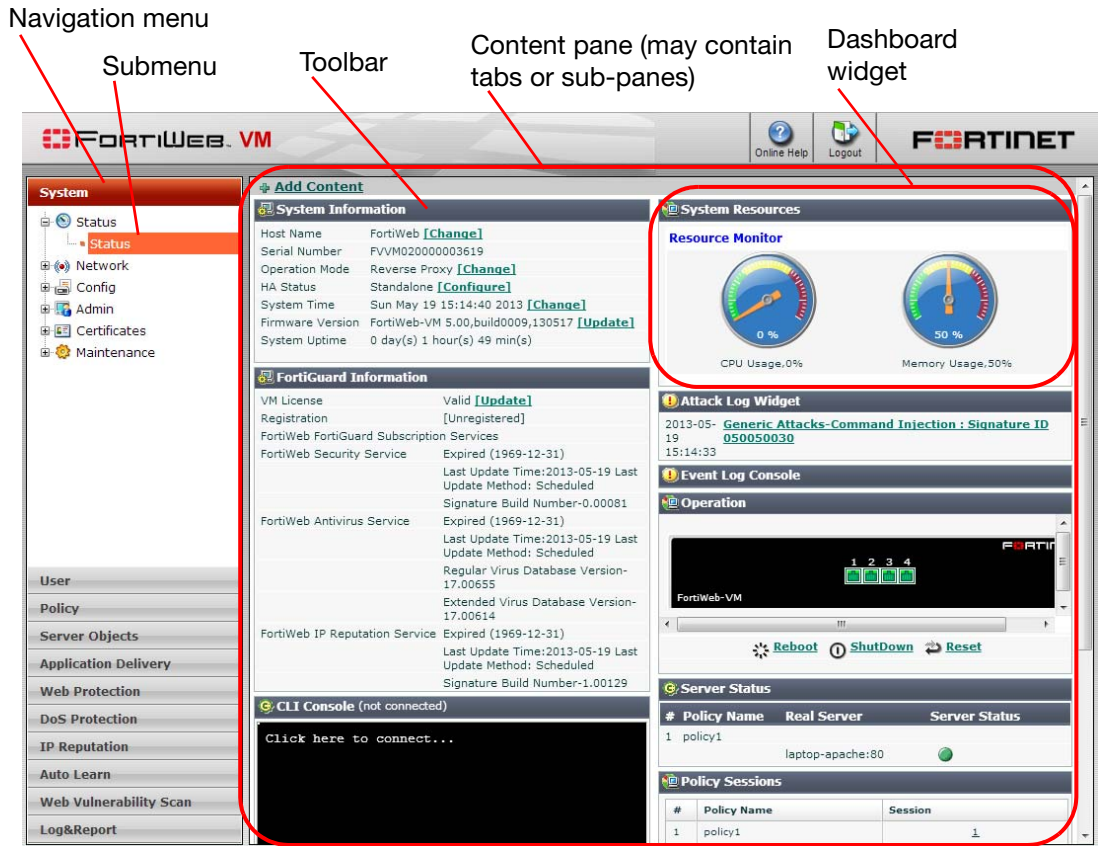 Navigation menu
Submenu
Toolbar
Content pane (may contain
tabs or sub-panes)
Dashboard
widget
FORTIWEB VM
Online Help
Logout
FORTINET
System
Status
Status
Network
Config
Admin
Certificates
Maintenance
User
Policy
Server Objects
Application Delivery
Web Protection
DoS Protection
IP Reputation
Auto Learn
Web Vulnerability Scan
Log&Report
Add Content
System Information
Host Name FortiWeb [Change]
Serial Number FVVM020000003619
Operation Mode Reverse Proxy [Change]
HA Status Standalone [Configure]
System Time Sun May 19 15:14:40 2013 [Change]
Firmware Version FortiWeb-VM 5.00,build0009,130517 [Update]
System Uptime 0 day(s) 1 hour(s) 49 min(s)
FortiGuard Information
VM License Valid [Update]
Registration [Unregistered]
FortiWeb FortiGuard Subscription Services
FortiWeb Security Service Expired (1969-12-31)
Last Update Time:2013-05-19 Last
Update Method: Scheduled
Signature Build Number-0.00081
FortiWeb Antivirus Service Expired (1969-12-31)
Last Update Time:2013-05-19 Last
Update Method: Scheduled
Regular Virus Database Version-
17.00655
Extended Virus Database Version-
17.00614
FortiWeb IP Reputation Service Expired (1969-12-31)
Last Update Time:2013-05-19 Last
Update Method: Scheduled
Signature Build Number-1.00129
CLI Console (not connected)
Click here to connect...
System Resources
Resource Monitor
0 %
50 %
CPU Usage,0%
Memory Usage,50%
Attack Log Widget
2013-05- Generic Attacks-Command Injection : Signature ID
19 050050030
15:14:33
Event Log Console
Operation
FORTIN
1 2 3 4
FortiWeb-VM
Reboot ShutDown Reset
Server Status
# Policy Name Real Server Server Status
1 policy1
laptop-apache:80
Policy Sessions
# Policy Name Session
1 policy1 1